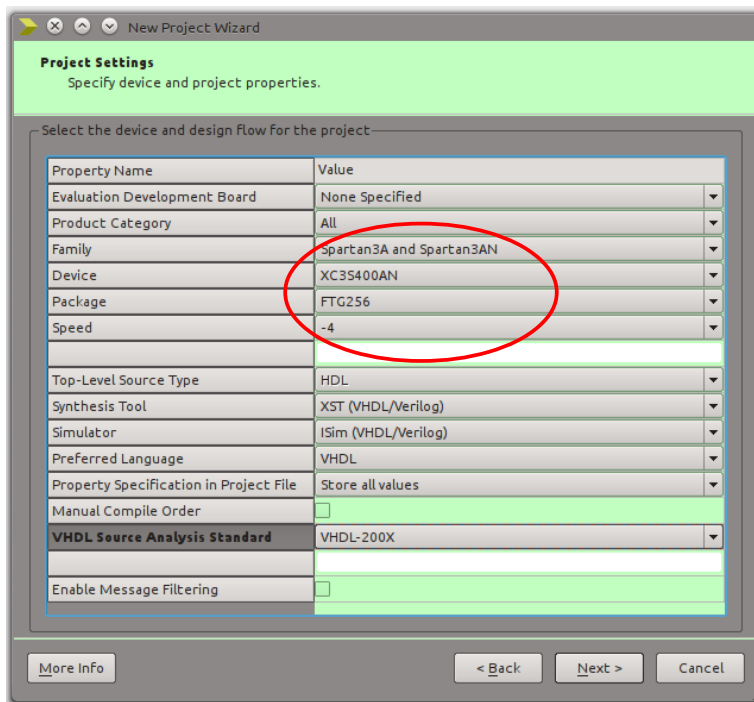 New Project Wizard
Project Settings
Specify device and project properties.
Select the device and design flow for the project
Property Name Value
Evaluation Development Board None Specified
Product Category All
Family Spartan3A and Spartan3AN
Device XC3S400AN
Package FTG256
Speed -4
Top-Level Source Type HDL
Synthesis Tool XST (VHDL/Verilog)
Simulator ISim (VHDL/Verilog)
Preferred Language VHDL
Property Specification in Project File Store all values
Manual Compile Order
VHDL Source Analysis Standard VHDL-200X
Enable Message Filtering
More Info < Back Next > Cancel